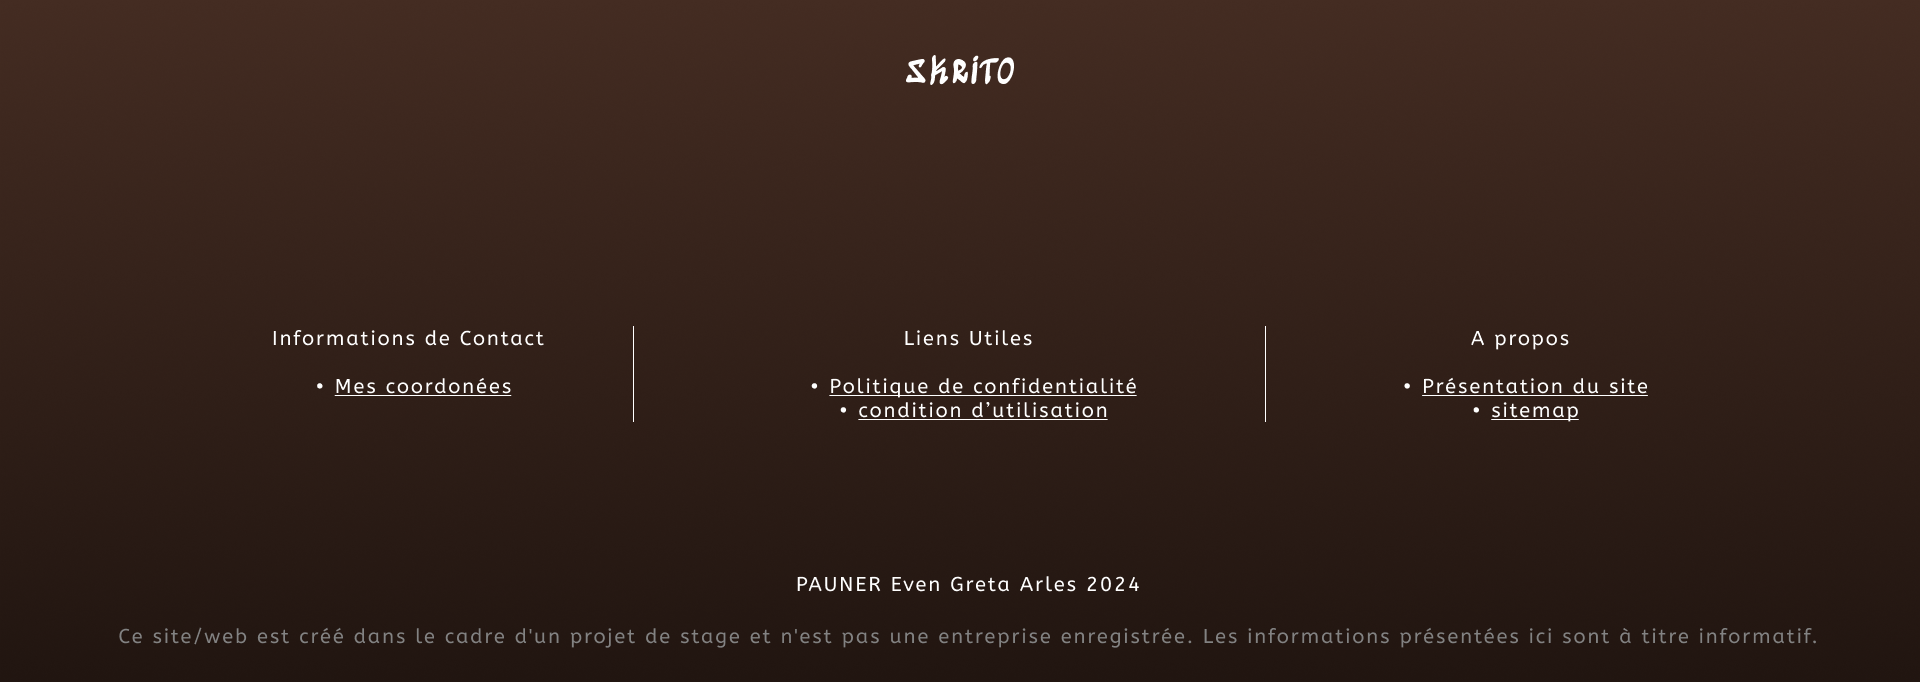 SKRITO
Informations de Contact
• Mes coordonées
Liens Utiles
• Politique de confidentialité
• condition d’utilisation
A propos
• Présentation du site
• sitemap
PAUNER Even Greta Arles 2024
Ce site/web est créé dans le cadre d'un projet de stage et n'est pas une entreprise enregistrée. Les informations présentées ici sont à titre informatif.